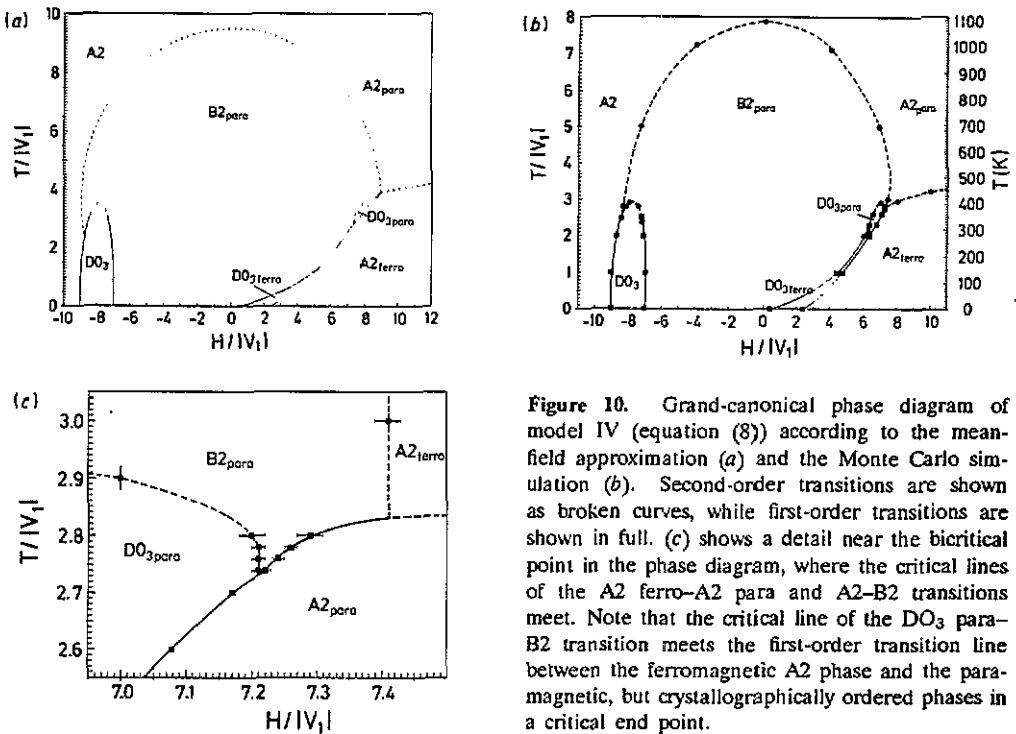 (a)
10
8
6
4
2
0
T/|V₁|
A2
B2para
A2para
DO₃para
A2ferro
DO₃ferro
DO₃
-10 -8 -6 -4 -2 0 2 4 6 8 10 12
H/|V₁|
(b)
8
7
6
5
4
3
2
1
0
T/|V₁|
1100
1000
900
800
700
600
500
400
300
200
100
0
T(K)
A2
B2para
A2para
DO₃para
A2ferro
DO₃ferro
DO₃
-10 -8 -6 -4 -2 0 2 4 6 8 10
H/|V₁|
(c)
3.0
2.9
2.8
2.7
2.6
T/|V₁|
B2para
A2ferro
DO₃para
A2para
7.0 7.1 7.2 7.3 7.4
H/|V₁|
Figure 10. Grand-canonical phase diagram of
model IV (equation (8)) according to the mean-
field approximation (a) and the Monte Carlo sim-
ulation (b). Second-order transitions are shown
as broken curves, while first-order transitions are
shown in full. (c) shows a detail near the bicritical
point in the phase diagram, where the critical lines
of the A2 ferro–A2 para and A2–B2 transitions
meet. Note that the critical line of the DO₃ para–
B2 transition meets the first-order transition line
between the ferromagnetic A2 phase and the para-
magnetic, but crystallographically ordered phases in
a critical end point.